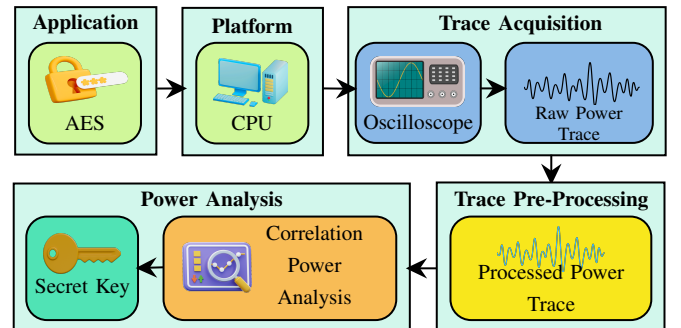 Application
AES
Platform
CPU
Trace Acquisition
Oscilloscope
Raw Power
Trace
Power Analysis
Secret Key
Correlation
Power
Analysis
Trace Pre-Processing
Processed Power
Trace